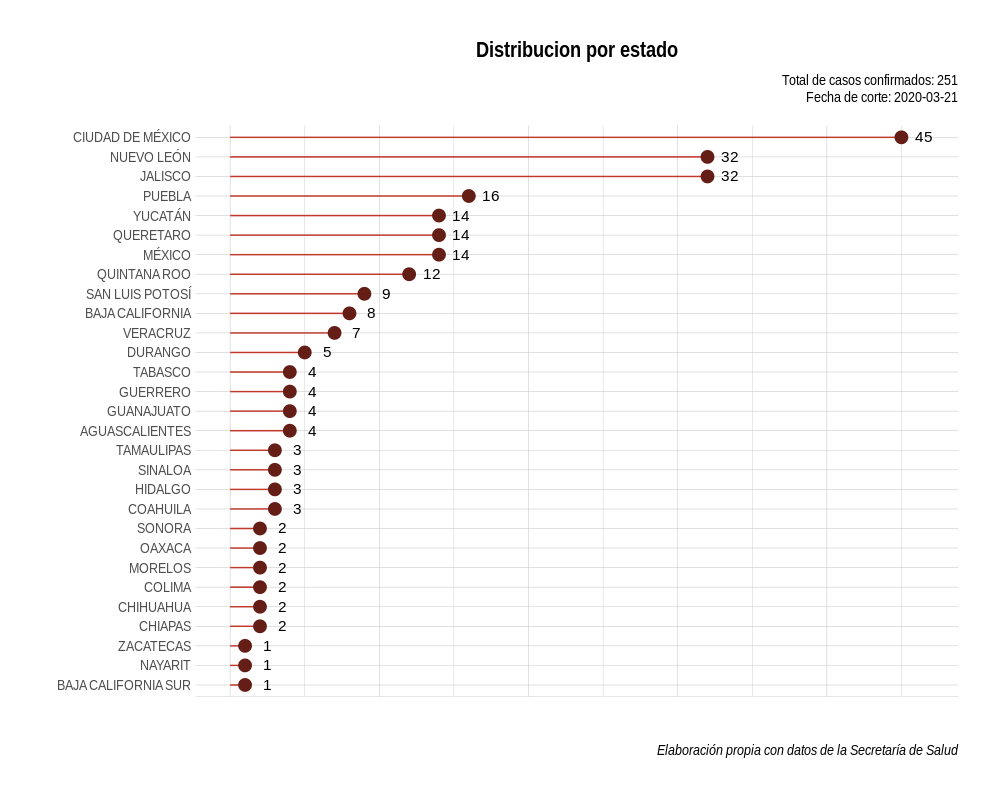 Distribucion por estado
Total de casos confirmados: 251
Fecha de corte: 2020-03-21
CIUDAD DE MÉXICO 45
NUEVO LEÓN 32
JALISCO 32
PUEBLA 16
YUCATÁN 14
QUERETARO 14
MÉXICO 14
QUINTANA ROO 12
SAN LUIS POTOSÍ 9
BAJA CALIFORNIA 8
VERACRUZ 7
DURANGO 5
TABASCO 4
GUERRERO 4
GUANAJUATO 4
AGUASCALIENTES 4
TAMAULIPAS 3
SINALOA 3
HIDALGO 3
COAHUILA 3
SONORA 2
OAXACA 2
MORELOS 2
COLIMA 2
CHIHUAHUA 2
CHIAPAS 2
ZACATECAS 1
NAYARIT 1
BAJA CALIFORNIA SUR 1
Elaboración propia con datos de la Secretaría de Salud